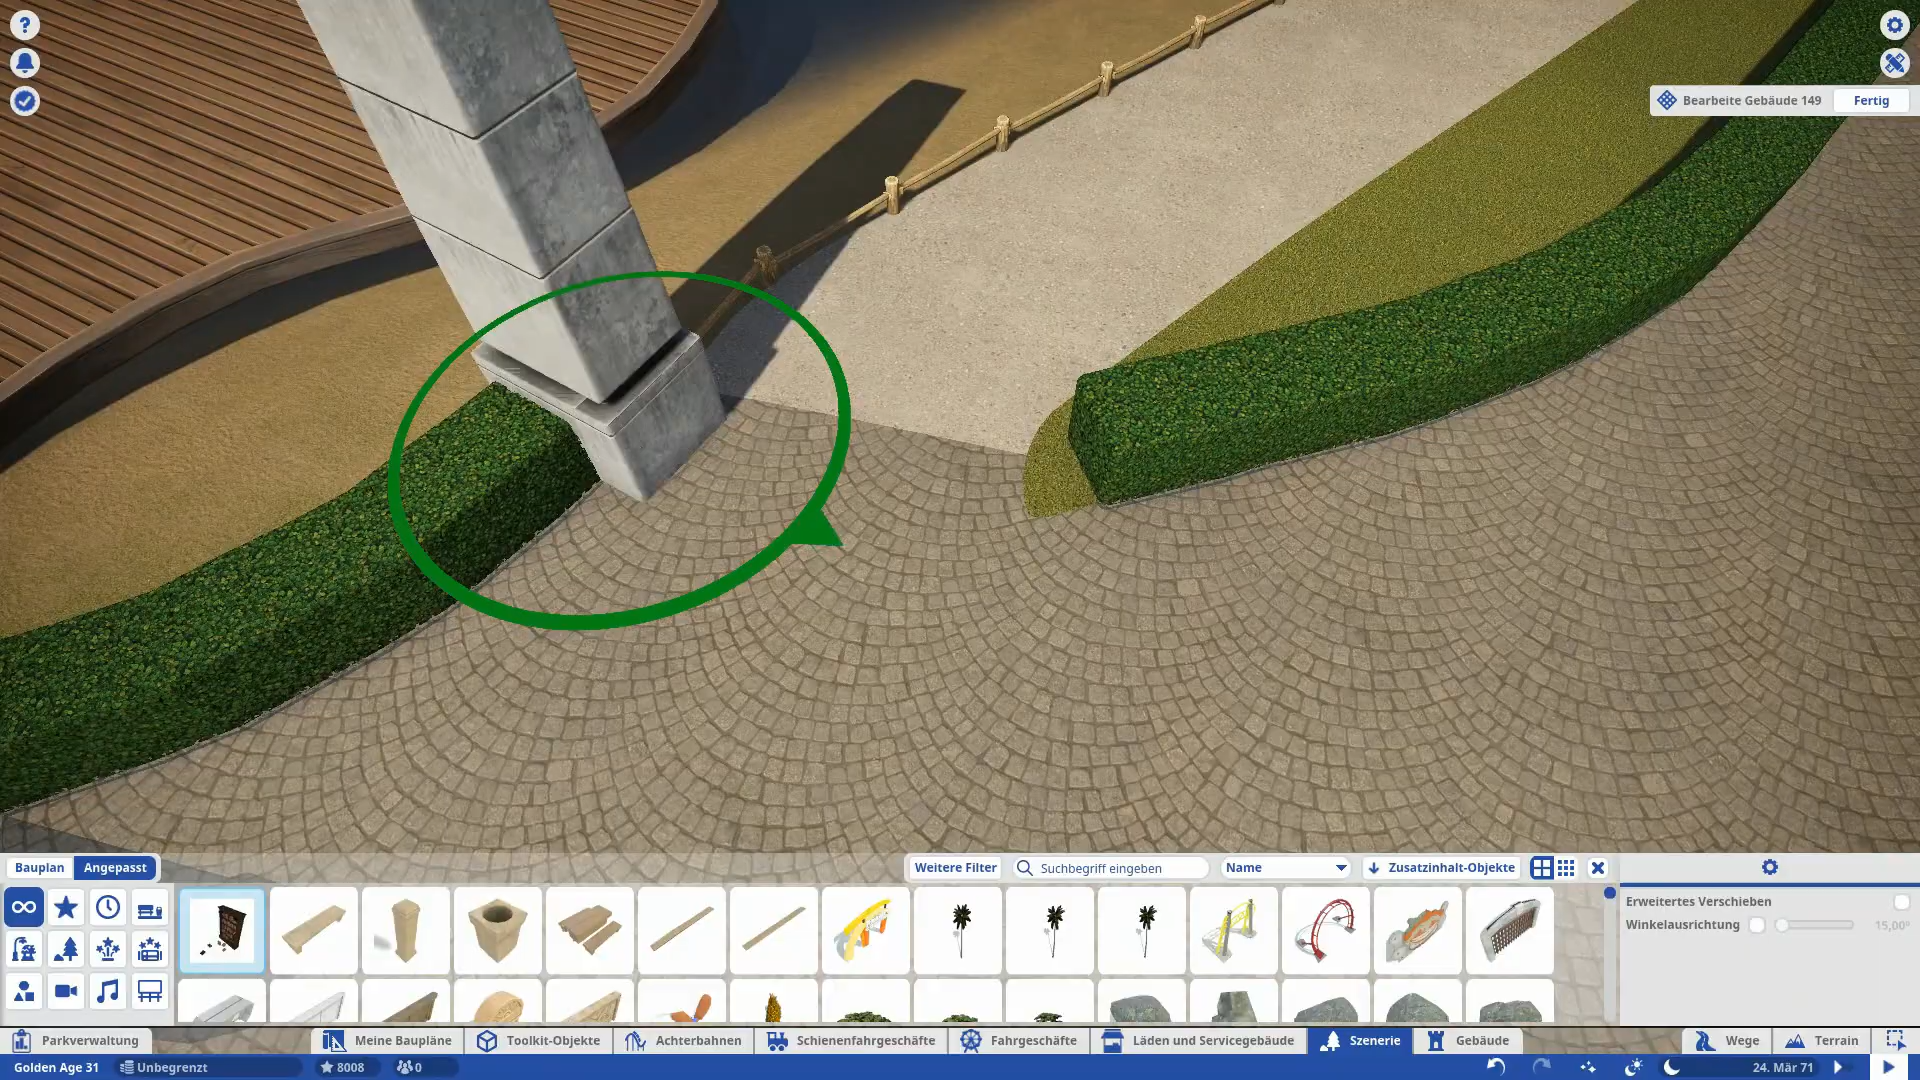 ?
Bearbeite Gebäude 149 Fertig
Bauplan Angepasst Weitere Filter Suchbegriff eingeben Name Zusatzinhalt-Objekte
Erweitertes Verschieben
Winkelausrichtung 15,00°
Parkverwaltung Meine Baupläne Toolkit-Objekte Achterbahnen Schienenfahrgeschäfte Fahrgeschäfte Läden und Servicegebäude Szenerie Gebäude Wege Terrain
Golden Age 31 Unbegrenzt 8008 0 24. Mär 71